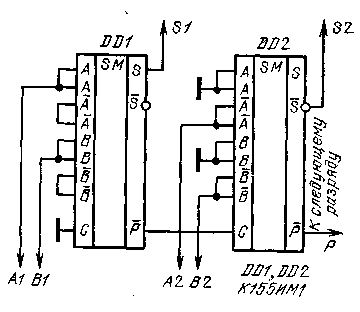 S1
S2
DD1
DD2
A
A
A̅
A̅
B
B
B̅
B̅
C
SM
S
S̅
P̅
A
A
A̅
A̅
B
B
B̅
B̅
C
SM
S
S̅
P̅
К следующему
разряду
P
A1
B1
A2
B2
DD1, DD2
К155ИМ1